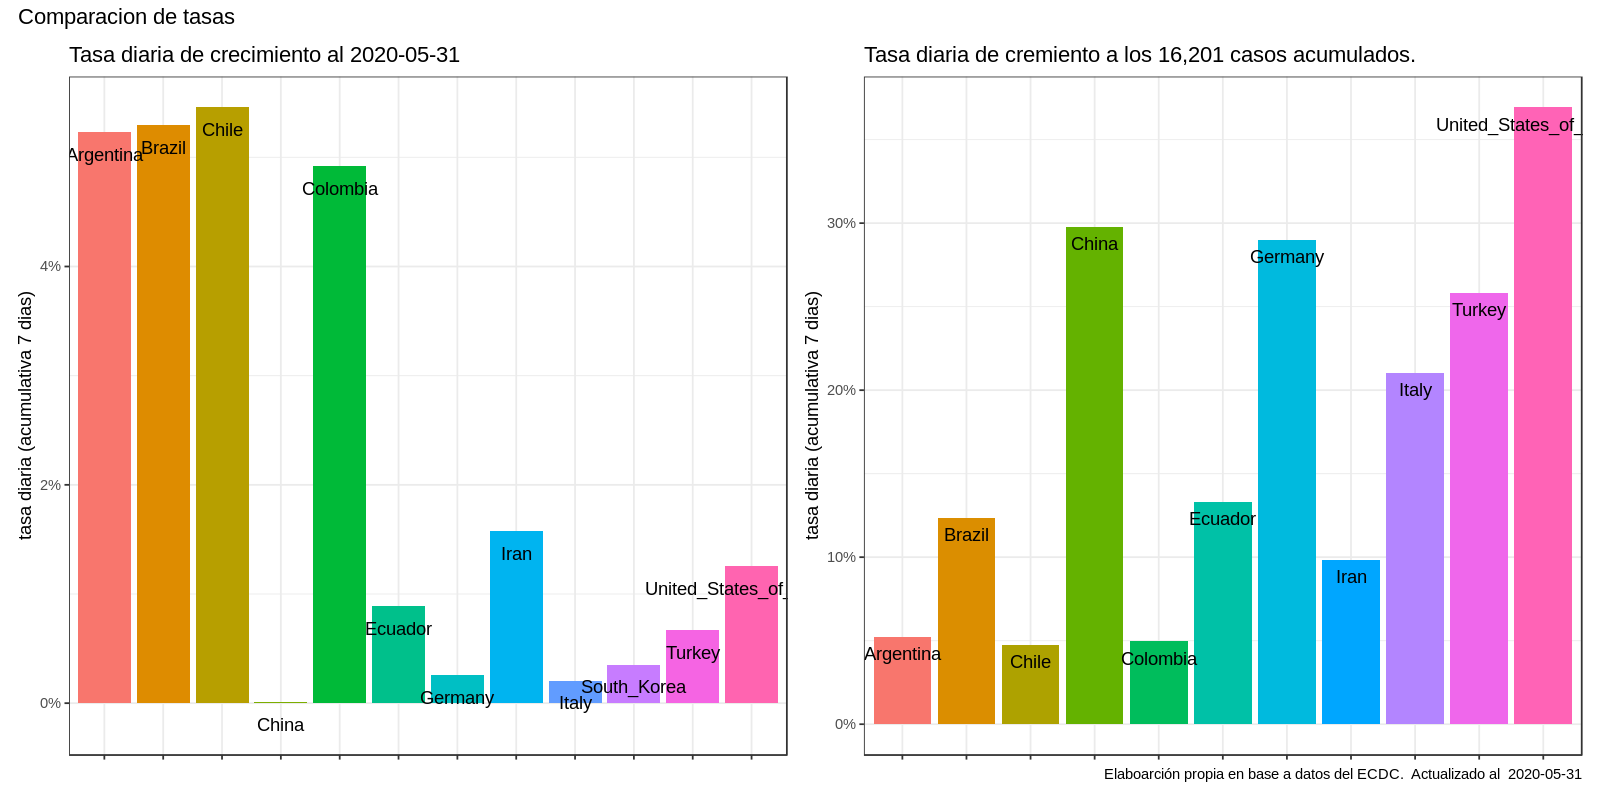 Comparacion de tasas
Tasa diaria de crecimiento al 2020-05-31
tasa diaria (acumulativa 7 dias)
4%
2%
0%
Argentina
Brazil
Chile
China
Colombia
Ecuador
Germany
Iran
Italy
South_Korea
Turkey
United_States_of_
Tasa diaria de cremiento a los 16,201 casos acumulados.
tasa diaria (acumulativa 7 dias)
30%
20%
10%
0%
Argentina
Brazil
Chile
China
Colombia
Ecuador
Germany
Iran
Italy
Turkey
United_States_of_
Elaboarción propia en base a datos del ECDC.  Actualizado al  2020-05-31